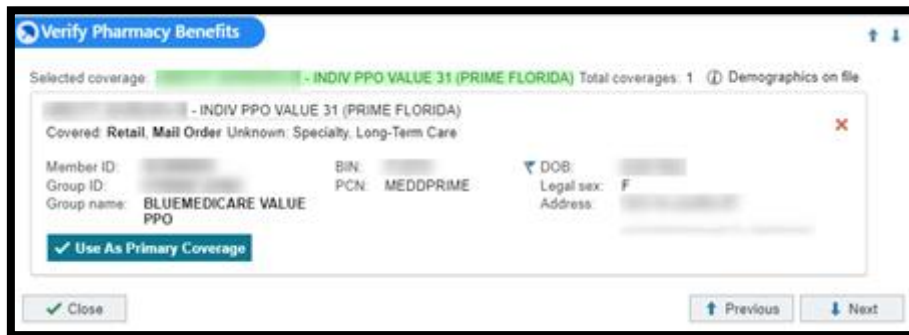 Verify Pharmacy Benefits
Selected coverage: - INDIV PPO VALUE 31 (PRIME FLORIDA) Total coverages: 1 Demographics on file
- INDIV PPO VALUE 31 (PRIME FLORIDA)
Covered: Retail, Mail Order Unknown: Specialty, Long-Term Care
Member ID: BIN: DOB:
Group ID: PCN: MEDDPRIME Legal sex: F
Group name: BLUEMEDICARE VALUE Address:
PPO
Use As Primary Coverage
Close Previous Next